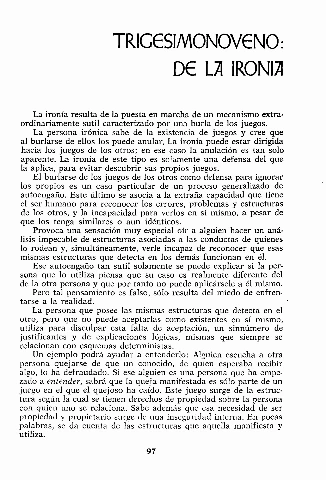 TRIGESIMONOVENO:
DE LA IRONIA
La ironía resulta de la puesta en marcha de un mecanismo extra-
ordinariamente sutil caracterizado por una burla de los juegos.
La persona irónica sabe de la existencia de juegos y cree que
al burlarse de ellos los puede anular. La ironía puede estar dirigida
hacia los juegos de los otros; en ese caso la anulación es tan sólo
aparente. La ironía de este tipo es solamente una defensa del que
la aplica, para evitar descubrir sus propios juegos.
El burlarse de los juegos de los otros como defensa para ignorar
los propios es un caso particular de un proceso generalizado de
autoengaño. Este último se asocia a la extraña capacidad que tiene
el ser humano para reconocer los errores, problemas y estructuras
de los otros, y la incapacidad para verlos en sí mismo, a pesar de
que los tenga similares o aun idénticos.
Provoca una sensación muy especial oír a alguien hacer un aná-
lisis impecable de estructuras asociadas a las conductas de quienes
lo rodean y, simultáneamente, verle incapaz de reconocer que esas
mismas estructuras que detecta en los demás funcionan en él.
Ese autoengaño tan sutil solamente se puede explicar si la per-
sona que lo utiliza piensa que su caso es realmente diferente del
de la otra persona y que por tanto no puede aplicársele a él mismo.
Pero tal pensamiento es falso, sólo resulta del miedo de enfren-
tarse a la realidad.
La persona que posee las mismas estructuras que detecta en el
otro, pero que no puede aceptarlas como existentes en sí mismo,
utiliza para disculpar esta falta de aceptación, un sinnúmero de
justificantes y de explicaciones lógicas, mismas que siempre se
relacionan con esquemas deterministas.
Un ejemplo podrá ayudar a entenderlo: Alguien escucha a otra
persona quejarse de que un conocido, de quien esperaba recibir
algo, lo ha defraudado. Si ese alguien es una persona que ha empe-
zado a entender, sabrá que la queja manifestada es sólo parte de un
juego en el que el quejoso ha caído. Este juego surge de la estruc-
tura según la cual se tienen derechos de propiedad sobre la persona
con quien uno se relaciona. Sabe además que esa necesidad de ser
propiedad y propietario surge de una inseguridad interna. En pocas
palabras, se da cuenta de las estructuras que aquella manifiesta y
utiliza.
97